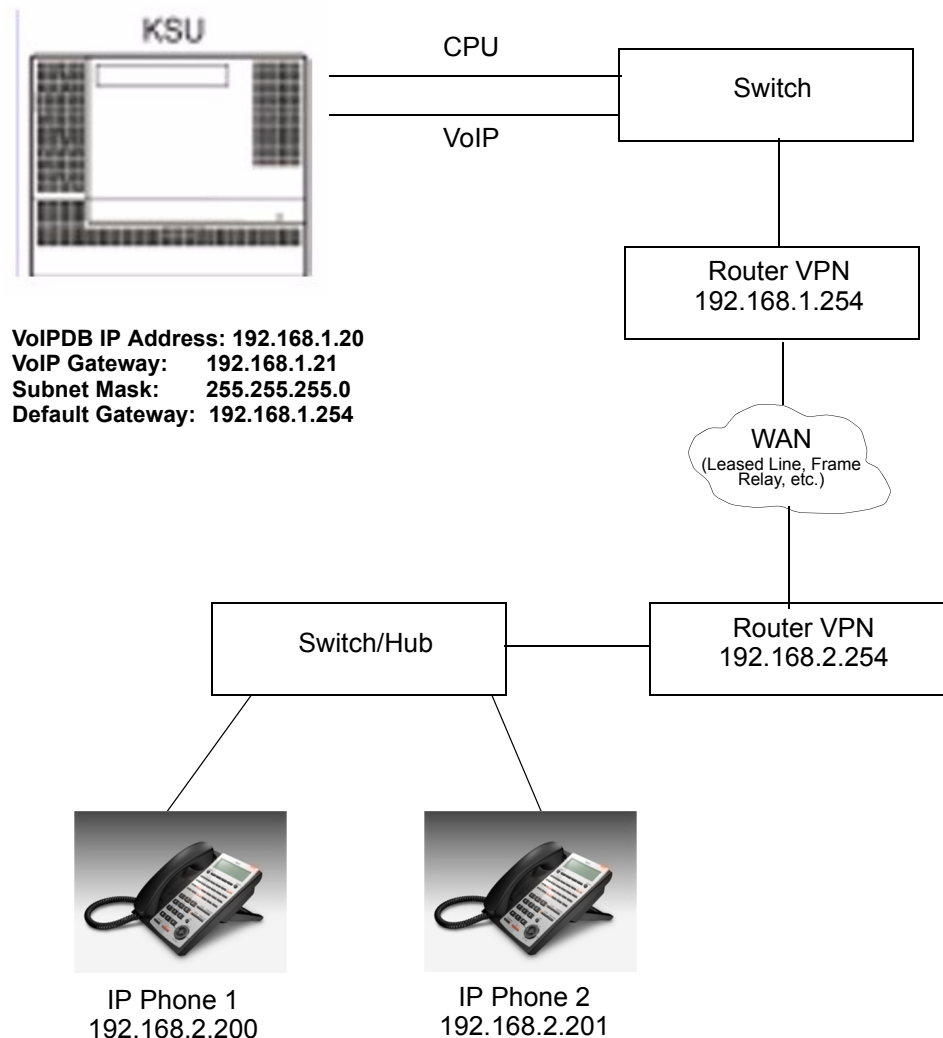 KSU
CPU
VoIP
Switch
Router VPN
192.168.1.254
VoIPDB IP Address: 192.168.1.20
VoIP Gateway: 192.168.1.21
Subnet Mask: 255.255.255.0
Default Gateway: 192.168.1.254
WAN
(Leased Line, Frame
Relay, etc.)
Switch/Hub
Router VPN
192.168.2.254
IP Phone 1
192.168.2.200
IP Phone 2
192.168.2.201